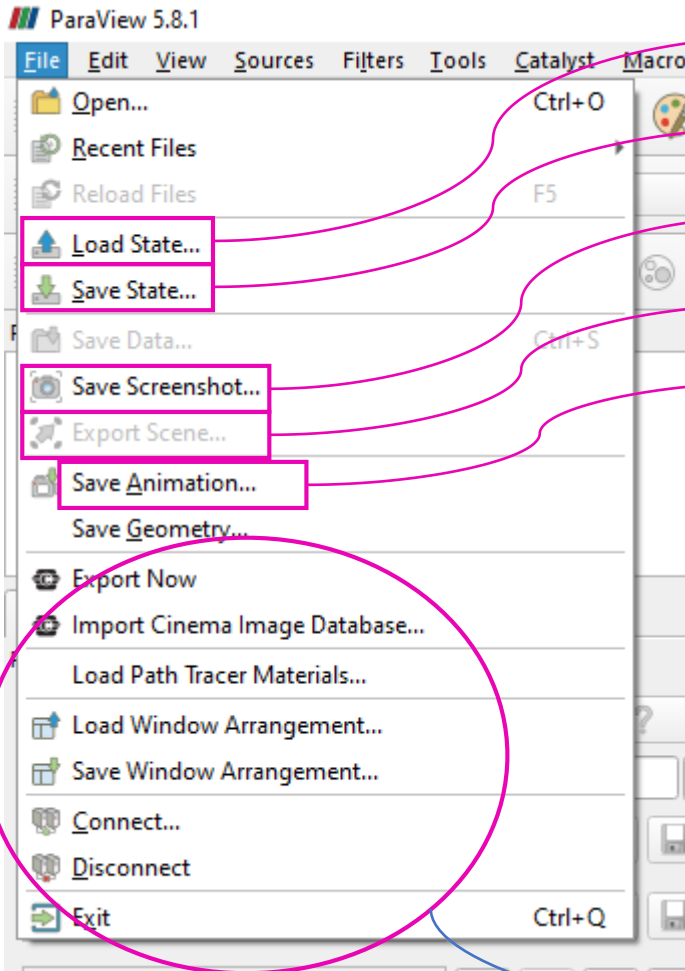 ParaView 5.8.1
File Edit View Sources Filters Tools Catalyst Macro
Open... Ctrl+O
Recent Files
Reload Files F5
Load State...
Save State...
Save Data... Ctrl+S
Save Screenshot...
Export Scene...
Save Animation...
Save Geometry...
Export Now
Import Cinema Image Database...
Load Path Tracer Materials...
Load Window Arrangement...
Save Window Arrangement...
Connect...
Disconnect
Exit Ctrl+Q